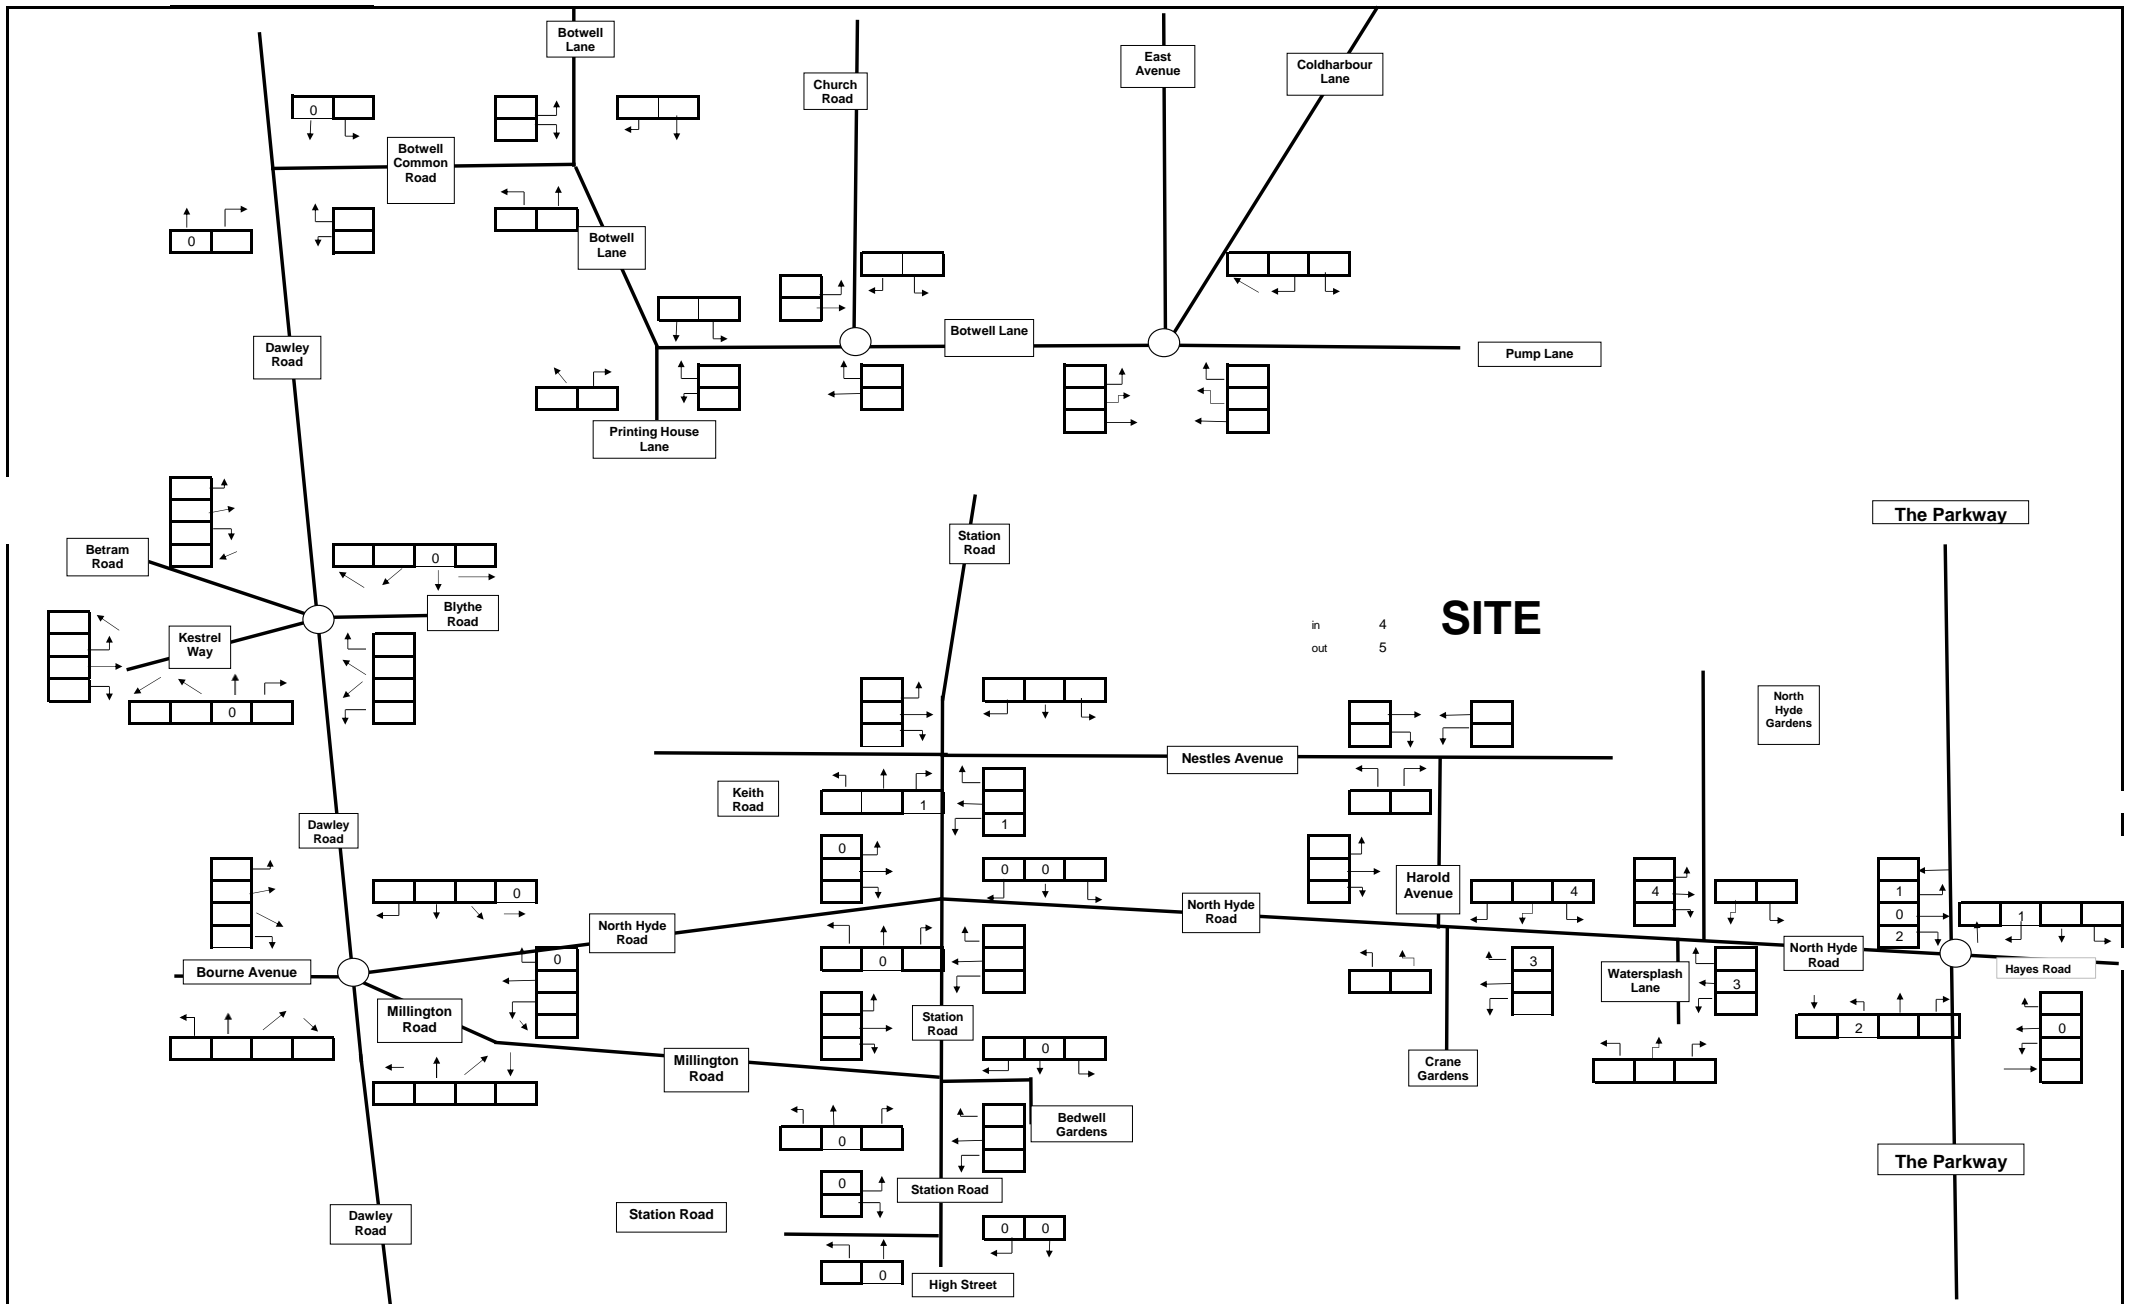 Botwell
Lane
East
Avenue
Coldharbour
Lane
Church
Road
0
Botwell
Common
Road
0
Botwell
Lane
Botwell Lane
Dawley
Road
Pump Lane
Printing House
Lane
The Parkway
Station
Road
Betram
Road
0
Blythe
Road
SITE
in 4
out 5
Kestrel
Way
0
North
Hyde
Gardens
Nestles Avenue
Keith
Road
1
1
Dawley
Road
0
0 0
0
Harold
Avenue
4
4
1
0
2
1
North Hyde
Road
North Hyde
Road
0
0
3
North Hyde
Road
Hayes Road
Bourne Avenue
Watersplash
Lane
3
Millington
Road
Station
Road
2
0
0
Millington
Road
Crane
Gardens
Bedwell
Gardens
0
The Parkway
0
Station Road
Station Road
Dawley
Road
0 0
0
High Street